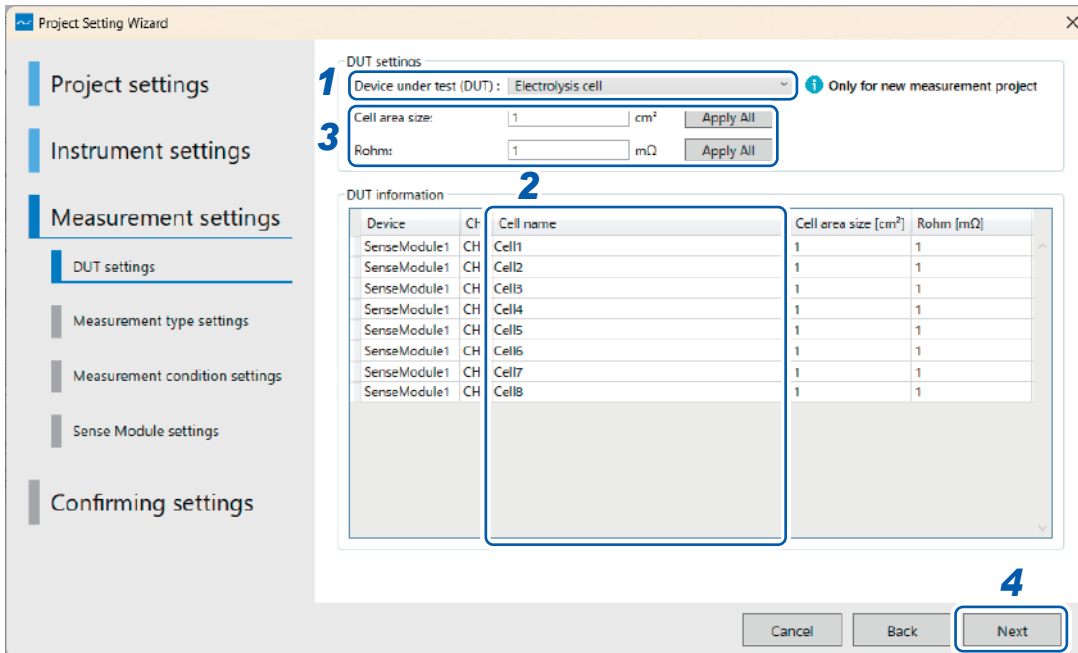 Project Setting Wizard
Project settings
Instrument settings
Measurement settings
DUT settings
Measurement type settings
Measurement condition settings
Sense Module settings
Confirming settings
DUT settings
1
Device under test (DUT) : Electrolysis cell
Only for new measurement project
3
Cell area size: 1 cm² Apply All
Rohm: 1 mΩ Apply All
2
DUT information
Device CH Cell name Cell area size [cm²] Rohm [mΩ]
SenseModule1 CH Cell1 1 1
SenseModule1 CH Cell2 1 1
SenseModule1 CH Cell3 1 1
SenseModule1 CH Cell4 1 1
SenseModule1 CH Cell5 1 1
SenseModule1 CH Cell6 1 1
SenseModule1 CH Cell7 1 1
SenseModule1 CH Cell8 1 1
4
Cancel Back Next